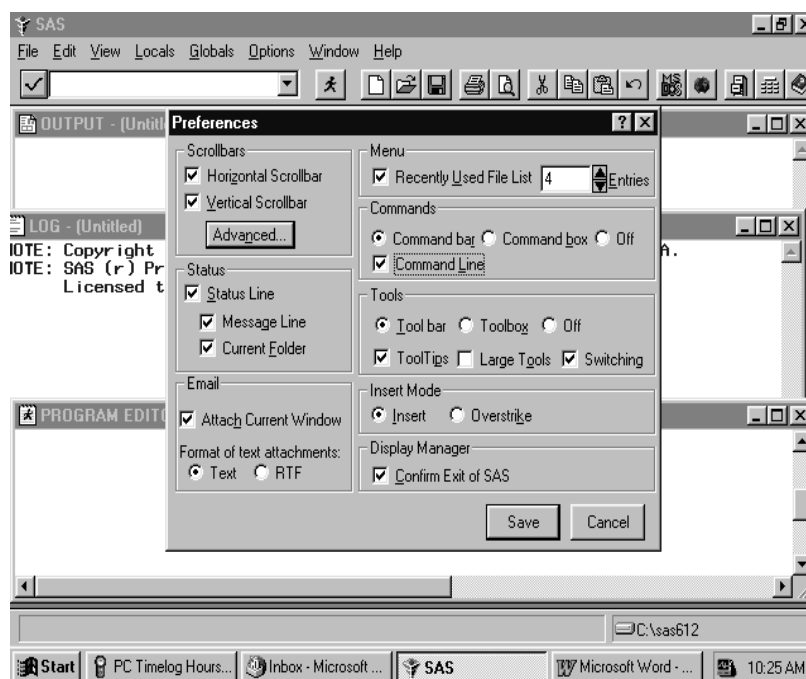 SAS
File Edit View Locals Globals Options Window Help
MS
DOS
OUTPUT - (Untitl
Preferences
Scrollbars
Horizontal Scrollbar
Vertical Scrollbar
Advanced...
Menu
Recently Used File List 4 Entries
Commands
Command bar Command box Off
Command Line
LOG - (Untitled)
NOTE: Copyright
A.
NOTE: SAS (r) Pr
Licensed t
Status
Status Line
Message Line
Current Folder
Tools
Tool bar Toolbox Off
ToolTips Large Tools Switching
Email
Attach Current Window
Format of text attachments:
Text RTF
Insert Mode
Insert Overstrike
Display Manager
Confirm Exit of SAS
PROGRAM EDIT
Save Cancel
C:\sas612
Start PC Timelog Hours... Inbox - Microsoft ... SAS Microsoft Word - ... 10:25 AM